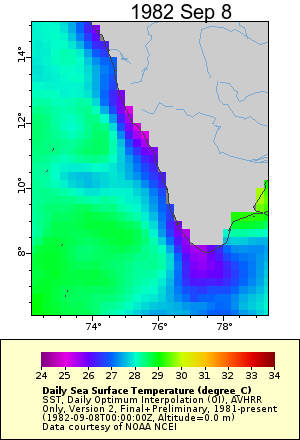 1982 Sep 8
14°
12°
10°
8°
74° 76° 78°
24 25 26 27 28 29 30 31 32 33 34
Daily Sea Surface Temperature (degree_C)
SST, Daily Optimum Interpolation (OI), AVHRR
Only, Version 2, Final+Preliminary, 1981-present
(1982-09-08T00:00:00Z, Altitude=0.0 m)
Data courtesy of NOAA NCEI